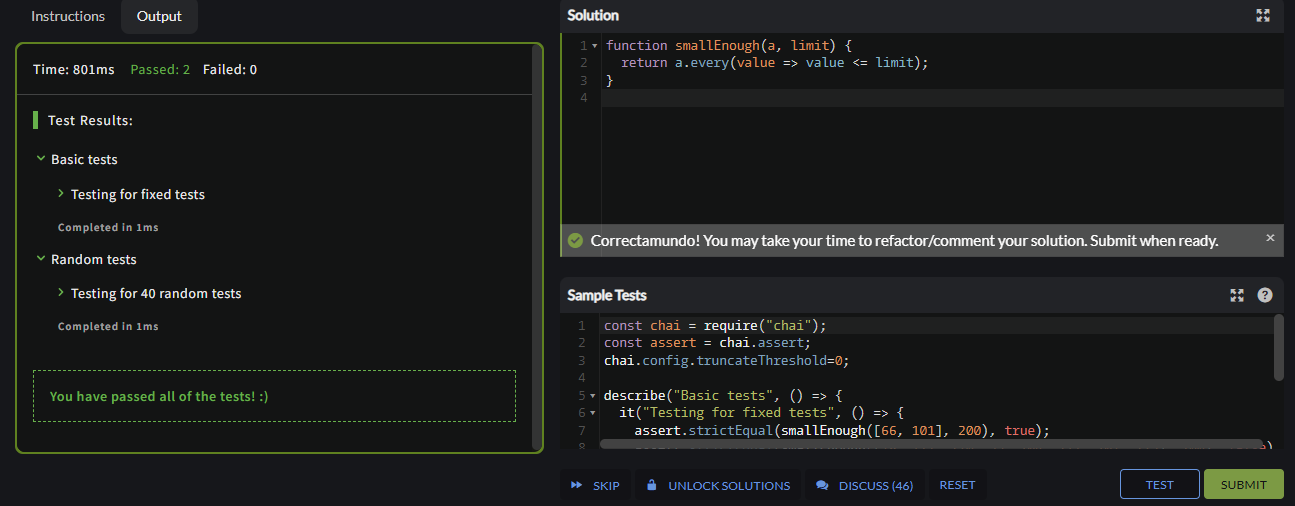 Instructions
Output
Time: 801ms Passed: 2 Failed: 0
Test Results:
Basic tests
Testing for fixed tests
Completed in 1ms
Random tests
Testing for 40 random tests
Completed in 1ms
You have passed all of the tests! :)
Solution
1 function smallEnough(a, limit) {
2 return a.every(value => value <= limit);
3 }
4
Correctamundo! You may take your time to refactor/comment your solution. Submit when ready.
Sample Tests
1 const chai = require("chai");
2 const assert = chai.assert;
3 chai.config.truncateThreshold=0;
4
5 describe("Basic tests", () => {
6 it("Testing for fixed tests", () => {
7 assert.strictEqual(smallEnough([66, 101], 200), true);
8
SKIP
UNLOCK SOLUTIONS
DISCUSS (46)
RESET
TEST
SUBMIT